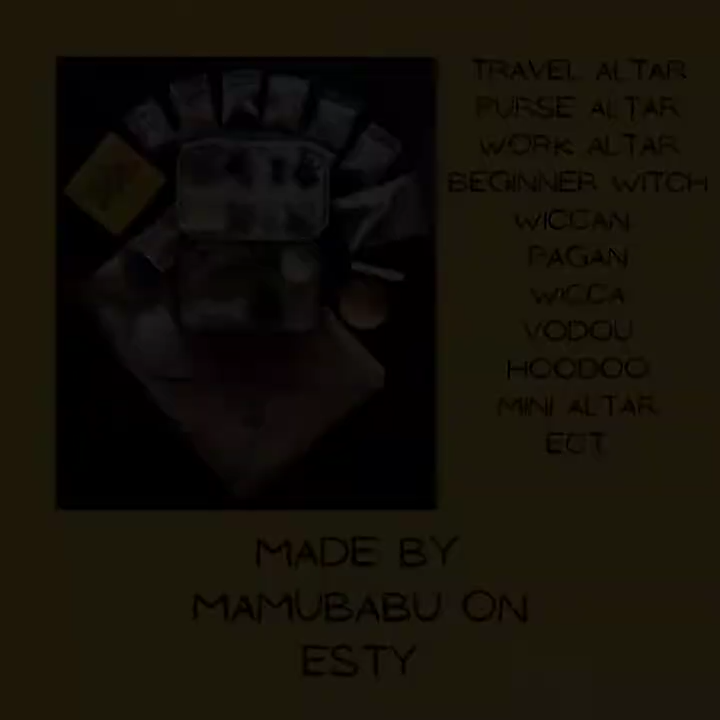 TRAVEL ALTAR
PURSE ALTAR
WORK ALTAR
BEGINNER WITCH
WICCAN
PAGAN
WICCA
VODOU
HOODOO
MINI ALTAR
ECT
MADE BY
MAMUBABU ON
ESTY